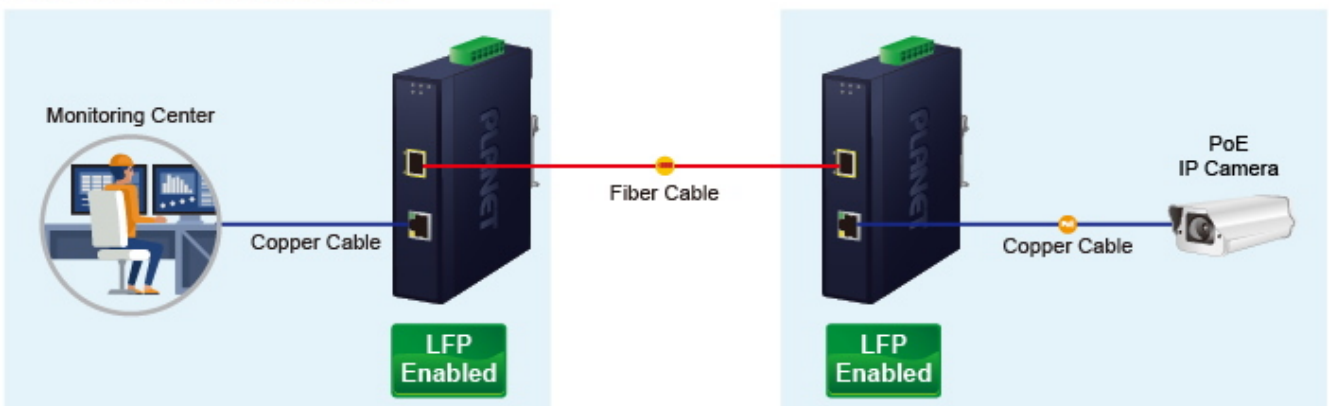 Monitoring Center
PLANET
PLANET
PoE
IP Camera
Fiber Cable
Copper Cable
Copper Cable
LFP
Enabled
LFP
Enabled